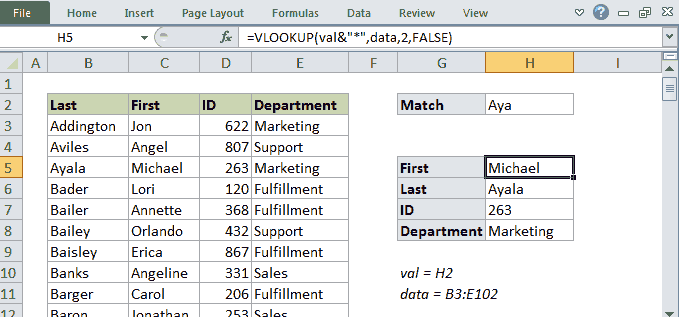 File Home Insert Page Layout Formulas Data Review View
H5 fx =VLOOKUP(val&"*",data,2,FALSE)
A B C D E F G H I
1
2 Last First ID Department Match Aya
3 Addington Jon 622 Marketing
4 Aviles Angel 807 Support
5 Ayala Michael 263 Marketing First Michael
6 Bader Lori 120 Fulfillment Last Ayala
7 Bailer Annette 368 Fulfillment ID 263
8 Bailey Orlando 432 Support Department Marketing
9 Baisley Erica 867 Fulfillment
10 Banks Angeline 331 Sales val = H2
11 Barger Carol 206 Fulfillment data = B3:E102
12 Baron Jonathan 253 Sales